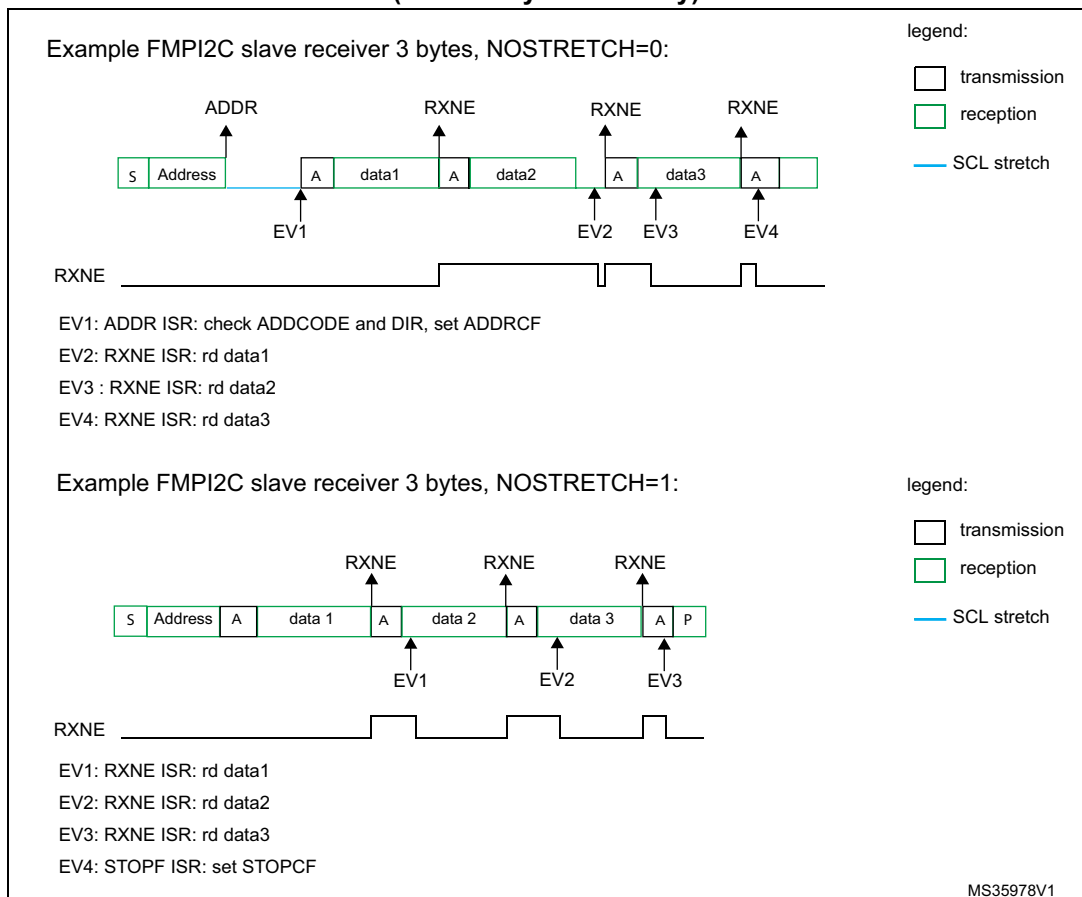 Example FMPI2C slave receiver 3 bytes, NOSTRETCH=0:
legend:
transmission
reception
SCL stretch
ADDR RXNE RXNE RXNE
S Address A data1 A data2 A data3 A
EV1 EV2 EV3 EV4
RXNE
EV1: ADDR ISR: check ADDCODE and DIR, set ADDRCF
EV2: RXNE ISR: rd data1
EV3 : RXNE ISR: rd data2
EV4: RXNE ISR: rd data3
Example FMPI2C slave receiver 3 bytes, NOSTRETCH=1:
legend:
transmission
reception
SCL stretch
RXNE RXNE RXNE
S Address A data 1 A data 2 A data 3 A P
EV1 EV2 EV3
RXNE
EV1: RXNE ISR: rd data1
EV2: RXNE ISR: rd data2
EV3: RXNE ISR: rd data3
EV4: STOPF ISR: set STOPCF
MS35978V1